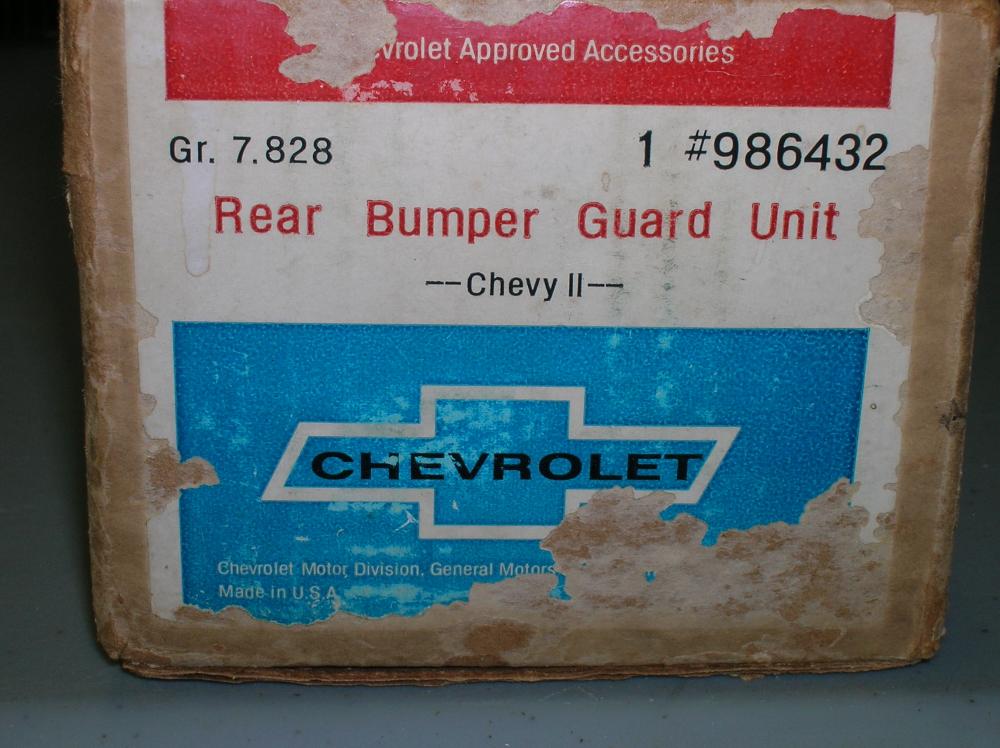 evrolet Approved Accessories
Gr. 7.828 1 #986432
Rear Bumper Guard Unit
--Chevy II--
CHEVROLET
Chevrolet Motor Division, General Motors
Made in U.S.A